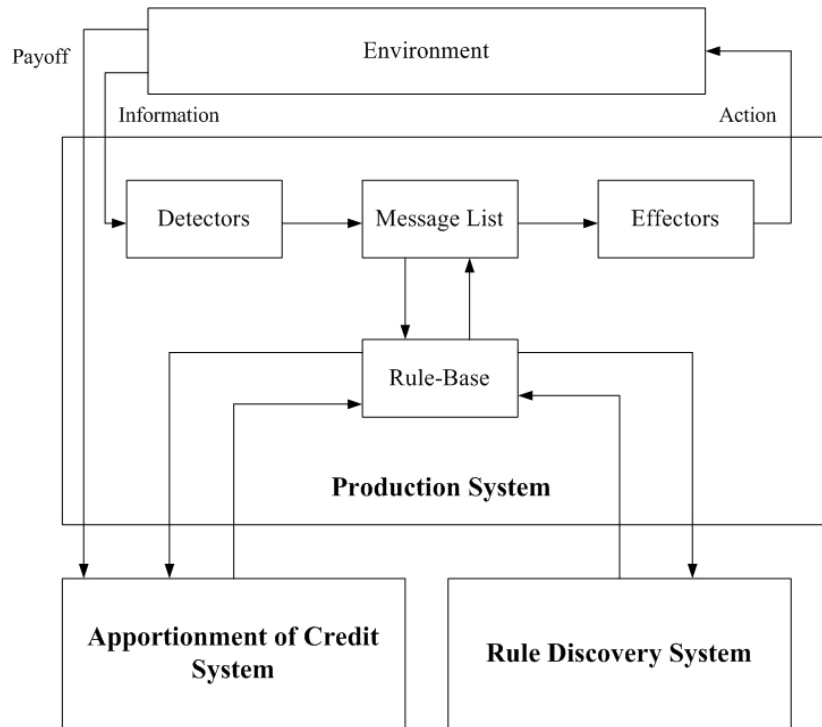 Payoff
Environment
Information
Action
Detectors
Message List
Effectors
Rule-Base
Production System
Apportionment of Credit
System
Rule Discovery System